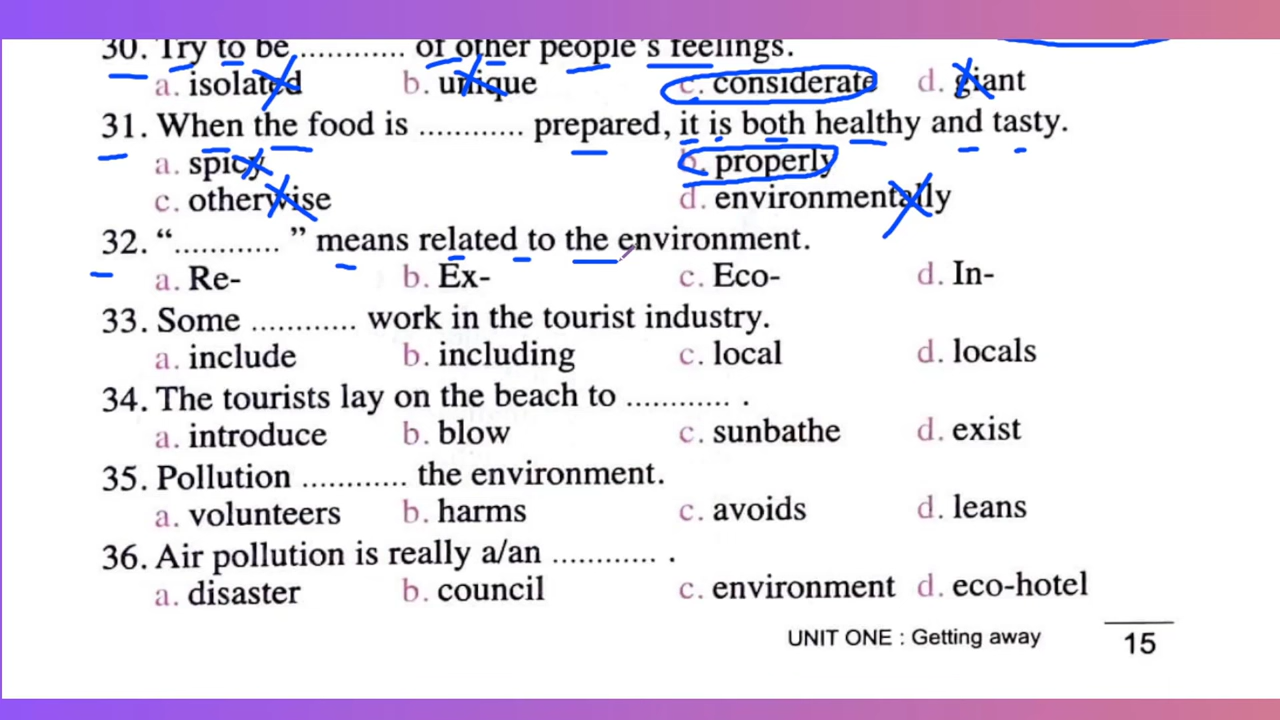 30. Try to be ............ of other people's feelings.
a. isolated b. unique c. considerate d. giant
31. When the food is ............ prepared, it is both healthy and tasty.
a. spicy b. properly
c. otherwise d. environmentally
32. “............ ” means related to the environment.
a. Re- b. Ex- c. Eco- d. In-
33. Some ............ work in the tourist industry.
a. include b. including c. local d. locals
34. The tourists lay on the beach to ............ .
a. introduce b. blow c. sunbathe d. exist
35. Pollution ............ the environment.
a. volunteers b. harms c. avoids d. leans
36. Air pollution is really a/an ............ .
a. disaster b. council c. environment d. eco-hotel
UNIT ONE : Getting away 15